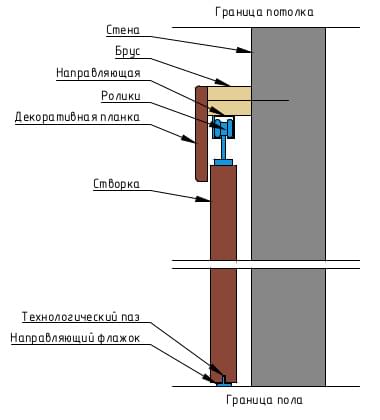 Граница потолка
Стена
Брус
Направляющая
Ролики
Декоративная планка
Створка
Технологический паз
Направляющий флажок
Граница пола